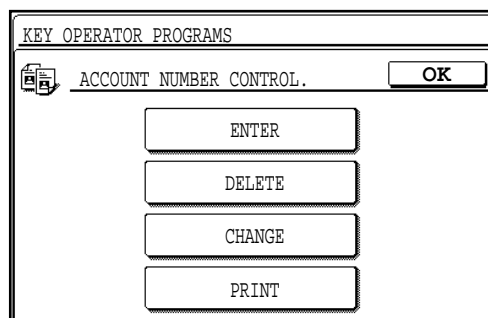 KEY OPERATOR PROGRAMS
ACCOUNT NUMBER CONTROL. OK
ENTER
DELETE
CHANGE
PRINT